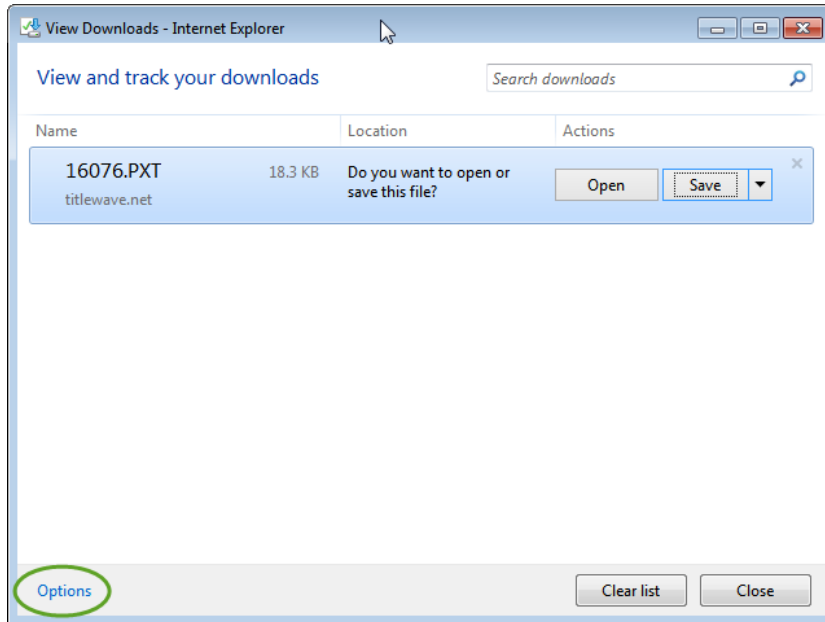 View Downloads - Internet Explorer
View and track your downloads
Search downloads
Name Location Actions
16076.PXT 18.3 KB Do you want to open or save this file? Open Save
titlewave.net
Options Clear list Close